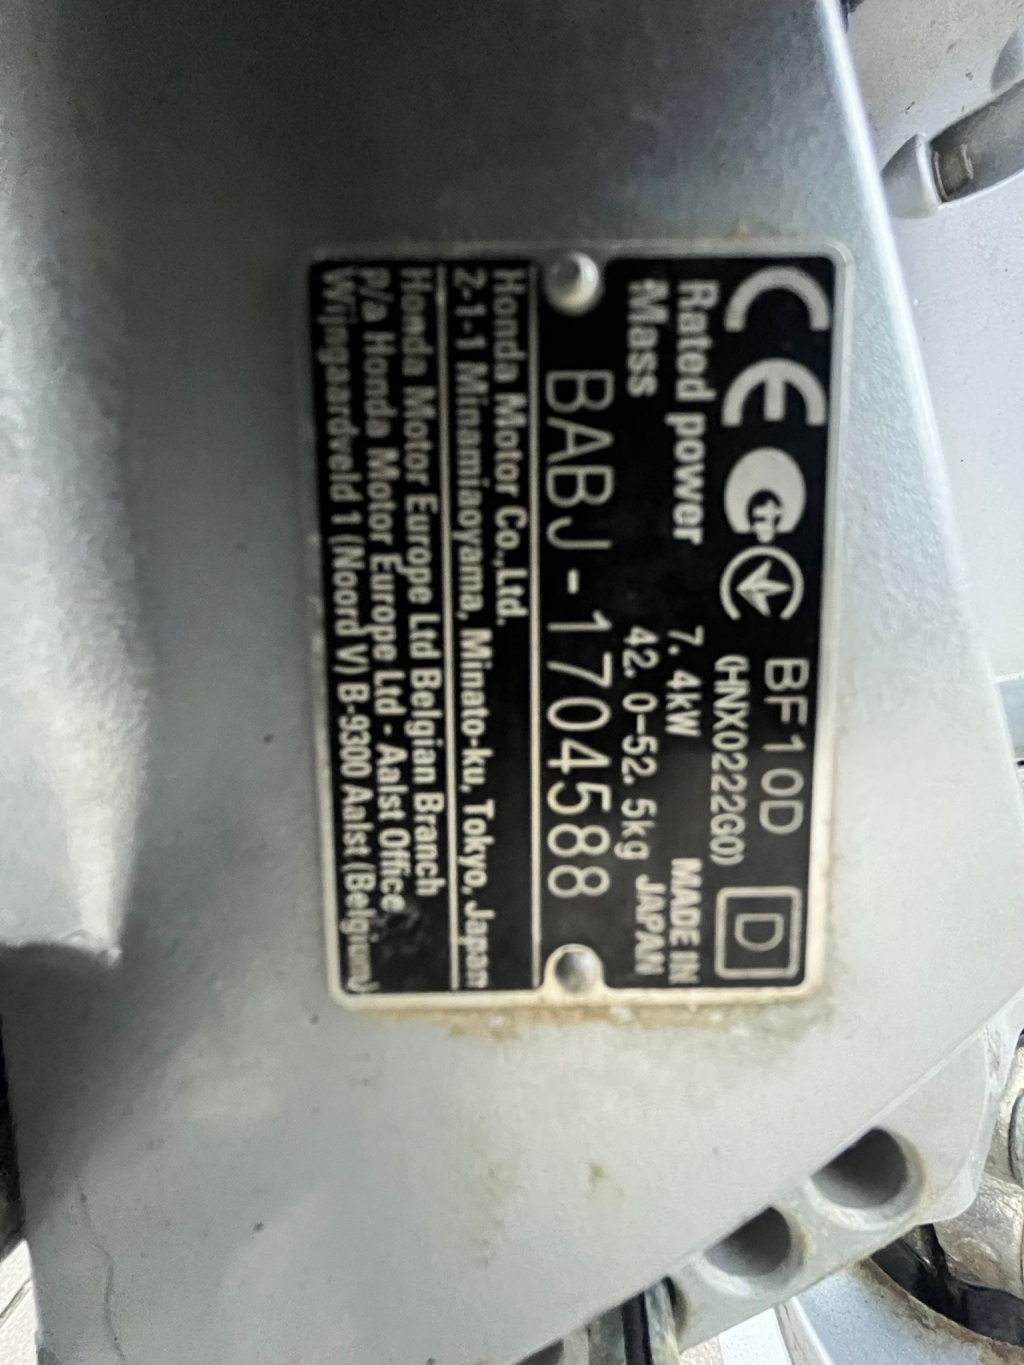 CE BF10D D
(HNX0222G0)
Rated power 7.4kW MADE IN
Mass 42.0-52.5kg JAPAN
BABJ-1704588
Honda Motor Co.,Ltd.
2-1-1 Minamiaoyama, Minato-ku, Tokyo, Japan
Honda Motor Europe Ltd Belgian Branch
P/a Honda Motor Europe Ltd - Aalst Office
Wijngaardveld 1 (Noord V) B-9300 Aalst (Belgium)